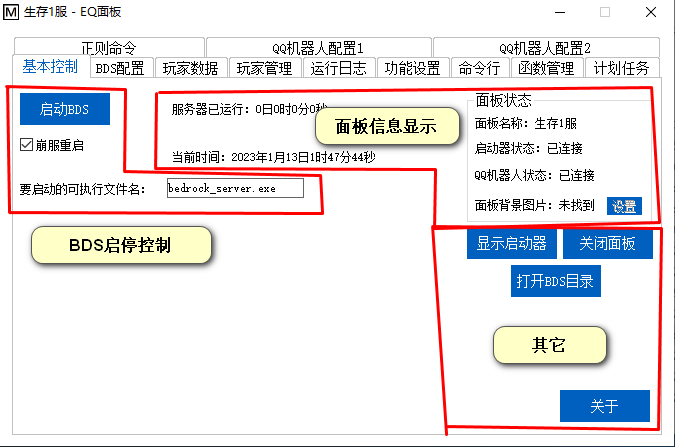 M 生存1服 - EQ面板
正则命令 QQ机器人配置1 QQ机器人配置2
基本控制 BDS配置 玩家数据 玩家管理 运行日志 功能设置 命令行 函数管理 计划任务
启动BDS
崩服重启
要启动的可执行文件名： bedrock_server.exe
BDS启停控制
服务器已运行：0日0时0分0秒
面板信息显示
当前时间：2023年1月13日1时47分44秒
面板状态
面板名称：生存1服
启动器状态：已连接
QQ机器人状态：已连接
面板背景图片：未找到 设置
显示启动器 关闭面板
打开BDS目录
其它
关于